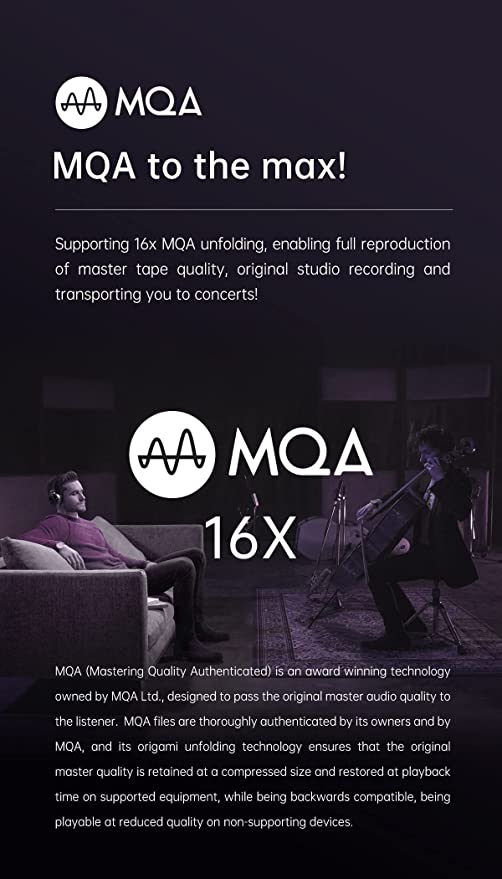 MQA
MQA to the max!
Supporting 16x MQA unfolding, enabling full reproduction
of master tape quality, original studio recording and
transporting you to concerts!
MQA
16X
MQA (Mastering Quality Authenticated) is an award winning technology
owned by MQA Ltd., designed to pass the original master audio quality to
the listener. MQA files are thoroughly authenticated by its owners and by
MQA, and its origami unfolding technology ensures that the original
master quality is retained at a compressed size and restored at playback
time on supported equipment, while being backwards compatible, being
playable at reduced quality on non-supporting devices.